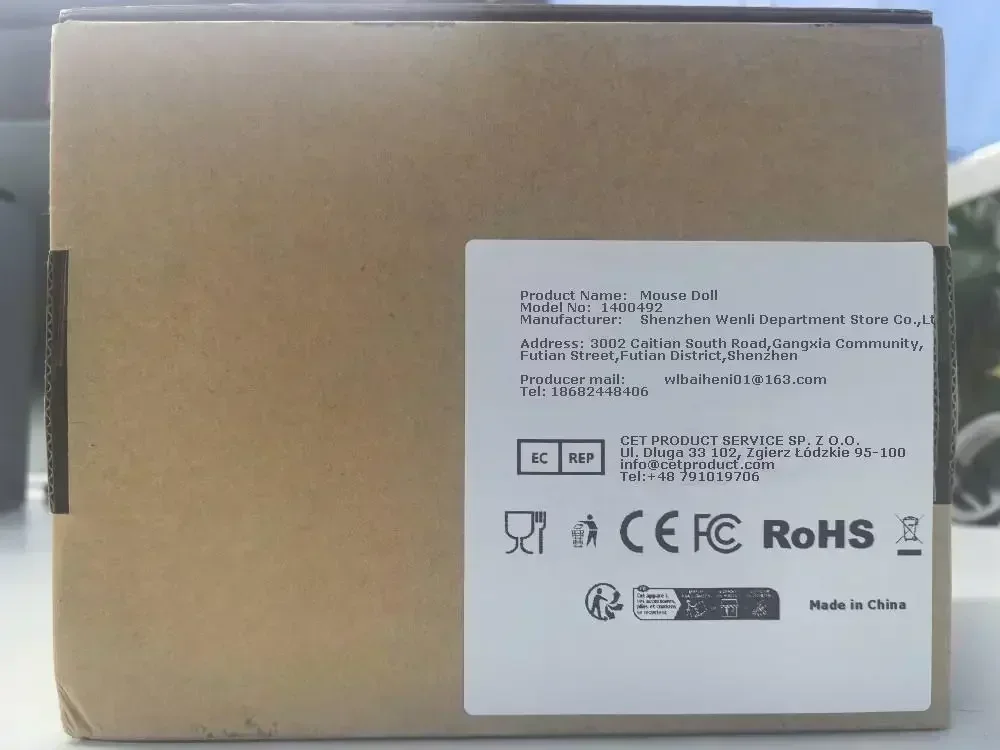 Product Name: Mouse Doll
Model No: 1400492
Manufacturer: Shenzhen Wenli Department Store Co.,Lt
Address: 3002 Caitian South Road,Gangxia Community,
Futian Street,Futian District,Shenzhen
Producer mail: wlbaiheni01@163.com
Tel: 18682448406
EC REP
CET PRODUCT SERVICE SP. Z O.O.
Ul. Dluga 33 102, Zgierz Łódzkie 95-100
info@cetproduct.com
Tel:+48 791019706
CE FC RoHS
Made in China